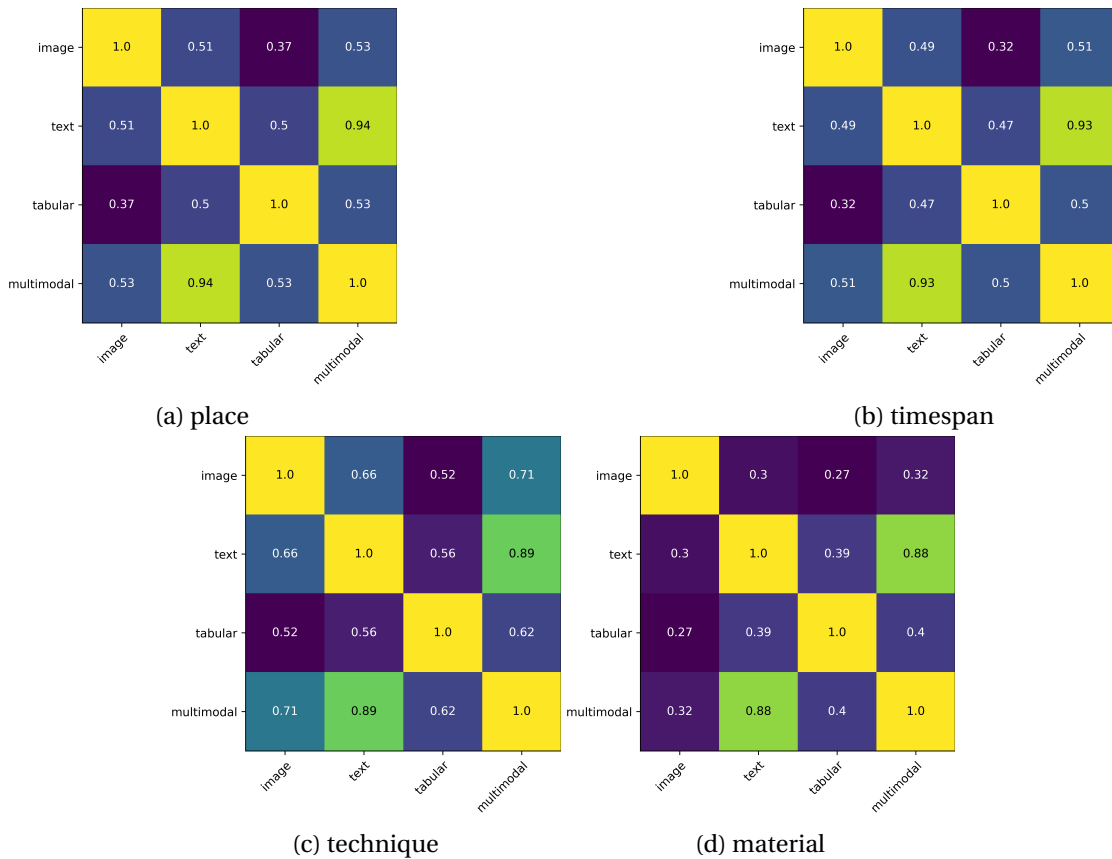 image 1.0 0.51 0.37 0.53
text 0.51 1.0 0.5 0.94
tabular 0.37 0.5 1.0 0.53
multimodal 0.53 0.94 0.53 1.0
image text tabular multimodal
(a) place
image 1.0 0.49 0.32 0.51
text 0.49 1.0 0.47 0.93
tabular 0.32 0.47 1.0 0.5
multimodal 0.51 0.93 0.5 1.0
image text tabular multimodal
(b) timespan
image 1.0 0.66 0.52 0.71
text 0.66 1.0 0.56 0.89
tabular 0.52 0.56 1.0 0.62
multimodal 0.71 0.89 0.62 1.0
image text tabular multimodal
(c) technique
image 1.0 0.3 0.27 0.32
text 0.3 1.0 0.39 0.88
tabular 0.27 0.39 1.0 0.4
multimodal 0.32 0.88 0.4 1.0
image text tabular multimodal
(d) material